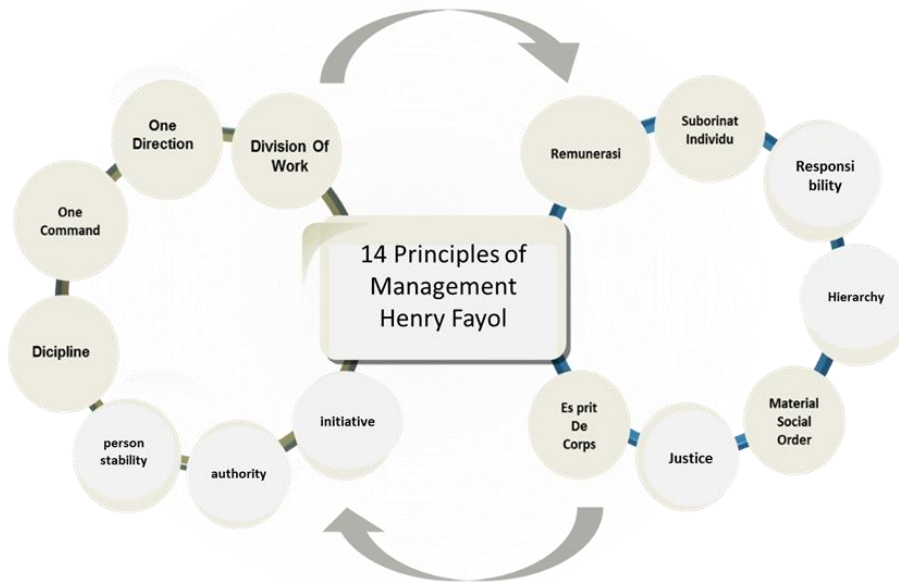 14 Principles of
Management
Henry Fayol
Division Of
Work
One
Direction
One
Command
Dicipline
person
stability
authority
initiative
Remunerasi
Suborinat
Individu
Responsi
bility
Hierarchy
Material
Social
Order
Justice
Es prit
De
Corps